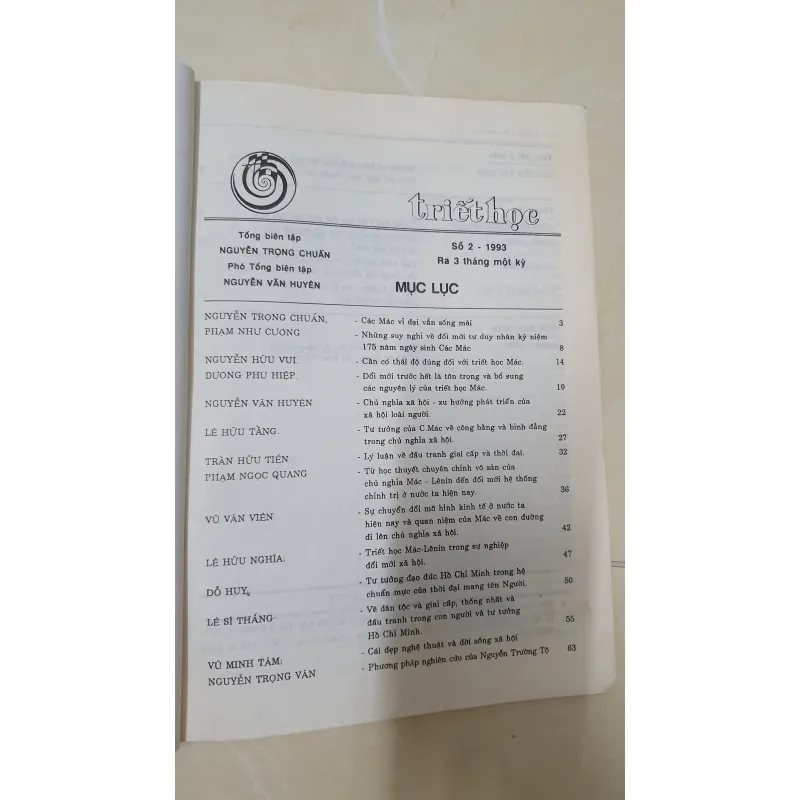 triết học
Tổng biên tập
NGUYỄN TRỌNG CHUẨN
Phó Tổng biên tập
NGUYỄN VĂN HUYÊN
Số 2 - 1993
Ra 3 tháng một kỳ
MỤC LỤC
NGUYỄN TRỌNG CHUẨN, - Các Mác vĩ đại vẫn sống mãi 3
PHẠM NHƯ CƯƠNG - Những suy nghĩ về đổi mới tư duy nhân kỷ niệm
175 năm ngày sinh Các Mác 8
NGUYỄN HỮU VUI. - Cần có thái độ đúng đối với triết học Mác. 14
DƯƠNG PHÚ HIỆP. - Đổi mới trước hết là tôn trọng và bổ sung
các nguyên lý của triết học Mác. 19
NGUYỄN VĂN HUYÊN - Chủ nghĩa xã hội - xu hướng phát triển của
xã hội loài người. 22
LÊ HỮU TẦNG. - Tư tưởng của C.Mác về công bằng và bình đẳng
trong chủ nghĩa xã hội. 27
TRẦN HỮU TIẾN - Lý luận về đấu tranh giai cấp và thời đại. 32
PHẠM NGỌC QUANG - Từ học thuyết chuyên chính vô sản của
chủ nghĩa Mác - Lênin đến đổi mới hệ thống
chính trị ở nước ta hiện nay 36
VŨ VĂN VIÊN - Sự chuyển đổi mô hình kinh tế ở nước ta
hiện nay và quan niệm của Mác về con đường
đi lên chủ nghĩa xã hội. 42
LÊ HỮU NGHĨA. - Triết học Mác-Lênin trong sự nghiệp
đổi mới xã hội. 47
ĐỖ HUY, - Tư tưởng đạo đức Hồ Chí Minh trong hệ
chuẩn mực của thời đại mang tên Người. 50
LÊ SĨ THẮNG - Về dân tộc và giai cấp, thống nhất và
đấu tranh trong con người và tư tưởng
Hồ Chí Minh. 55
VŨ MINH TÂM; - Cái đẹp nghệ thuật và đời sống xã hội
NGUYỄN TRỌNG VĂN - Phương pháp nghiên cứu của Nguyễn Trường Tộ 63